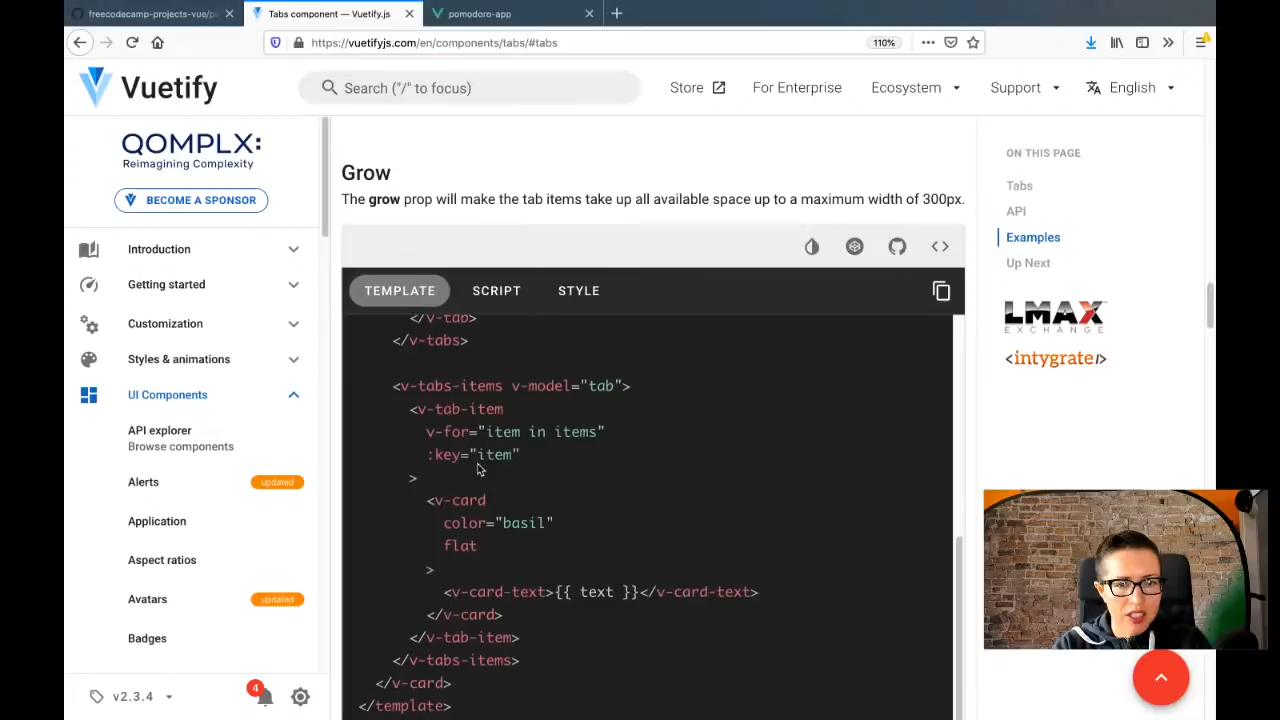 freecodecamp-projects-vue/p
Tabs component — Vuetify.js
pomodoro-app
https://vuetifyjs.com/en/components/tabs/#tabs
110%
Vuetify
Search ("/" to focus)
Store
For Enterprise
Ecosystem
Support
English
QOMPLX:
Reimagining Complexity
BECOME A SPONSOR
Introduction
Getting started
Customization
Styles & animations
UI Components
API explorer
Browse components
Alerts
updated
Application
Aspect ratios
Avatars
updated
Badges
v2.3.4
4
Grow
The grow prop will make the tab items take up all available space up to a maximum width of 300px.
TEMPLATE
SCRIPT
STYLE
</v-tab>
</v-tabs>
<v-tabs-items v-model="tab">
<v-tab-item
v-for="item in items"
:key="item"
>
<v-card
color="basil"
flat
>
<v-card-text>{{ text }}</v-card-text>
</v-card>
</v-tab-item>
</v-tabs-items>
</v-card>
</template>
ON THIS PAGE
Tabs
API
Examples
Up Next
LMAX
EXCHANGE
<intygrate/>